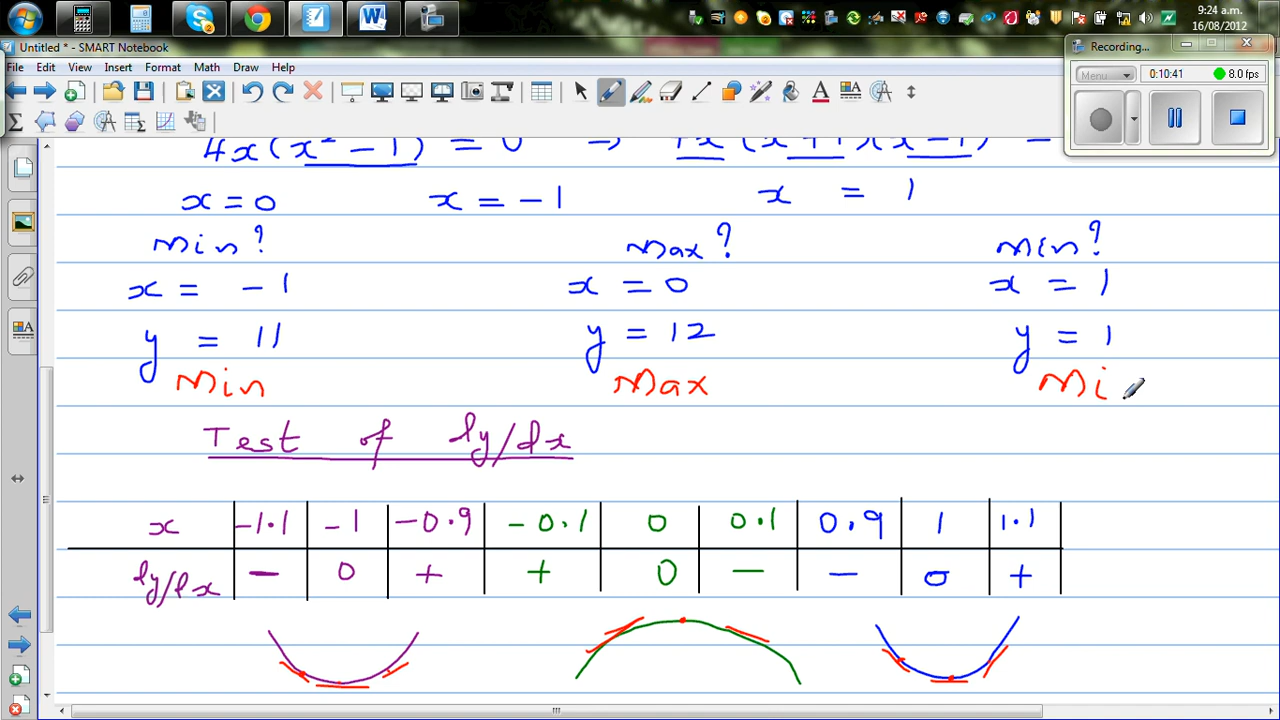 9:24 a.m.
16/08/2012
Untitled * - SMART Notebook
Recording...
File Edit View Insert Format Math Draw Help
Menu 0:10:41 8.0 fps
4x(x² - 1) = 0 → 4x(x+1)(x-1) =
x = 0 x = -1 x = 1
Min? Max? Min?
x = -1 x = 0 x = 1
y = 11 y = 12 y = 1
Min Max Mi
Test of dy/dx
x -1.1 -1 -0.9 -0.1 0 0.1 0.9 1 1.1
dy/dx - 0 + + 0 - - 0 +